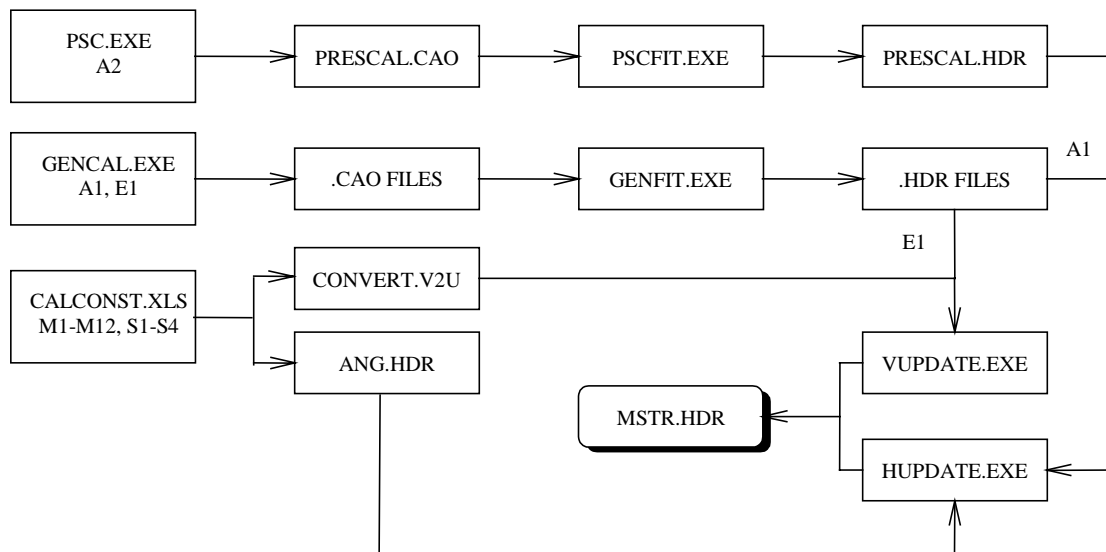 PSC.EXE
A2
PRESCAL.CAO
PSCFIT.EXE
PRESCAL.HDR
GENCAL.EXE
A1, E1
.CAO FILES
GENFIT.EXE
.HDR FILES
A1
E1
CALCONST.XLS
M1-M12, S1-S4
CONVERT.V2U
ANG.HDR
VUPDATE.EXE
MSTR.HDR
HUPDATE.EXE